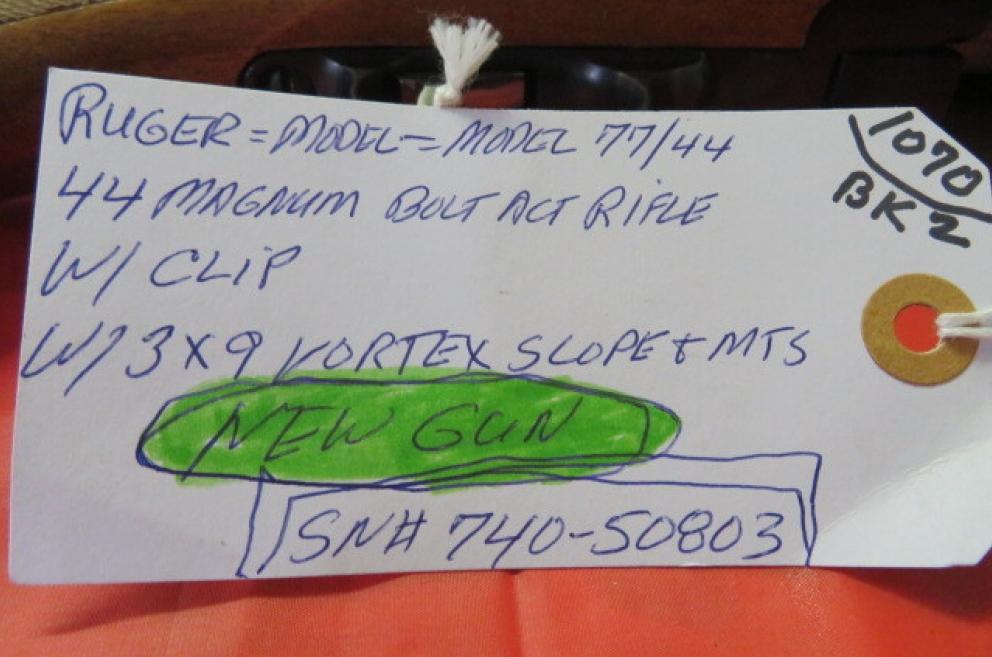 RUGER = MODEL - MODEL 77/44
44 MAGNUM BOLT ACT RIFLE
W/ CLIP
W/ 3X9 VORTEX SLOPE & MTS
NEW GUN
SN# 740-50803
1070
BK2